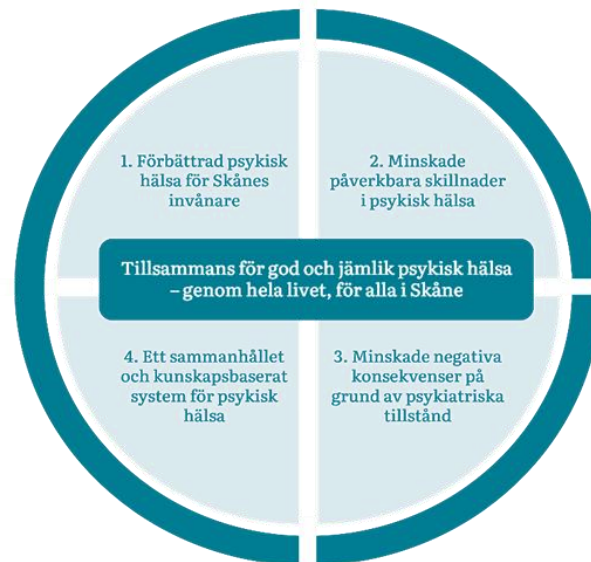 1. Förbättrad psykisk
hälsa för Skånes
invånare
2. Minskade
påverkbara skillnader
i psykisk hälsa
Tillsammans för god och jämlik psykisk hälsa
– genom hela livet, för alla i Skåne
4. Ett sammanhållet
och kunskapsbaserat
system för psykisk
hälsa
3. Minskade negativa
konsekvenser på
grund av psykiatriska
tillstånd